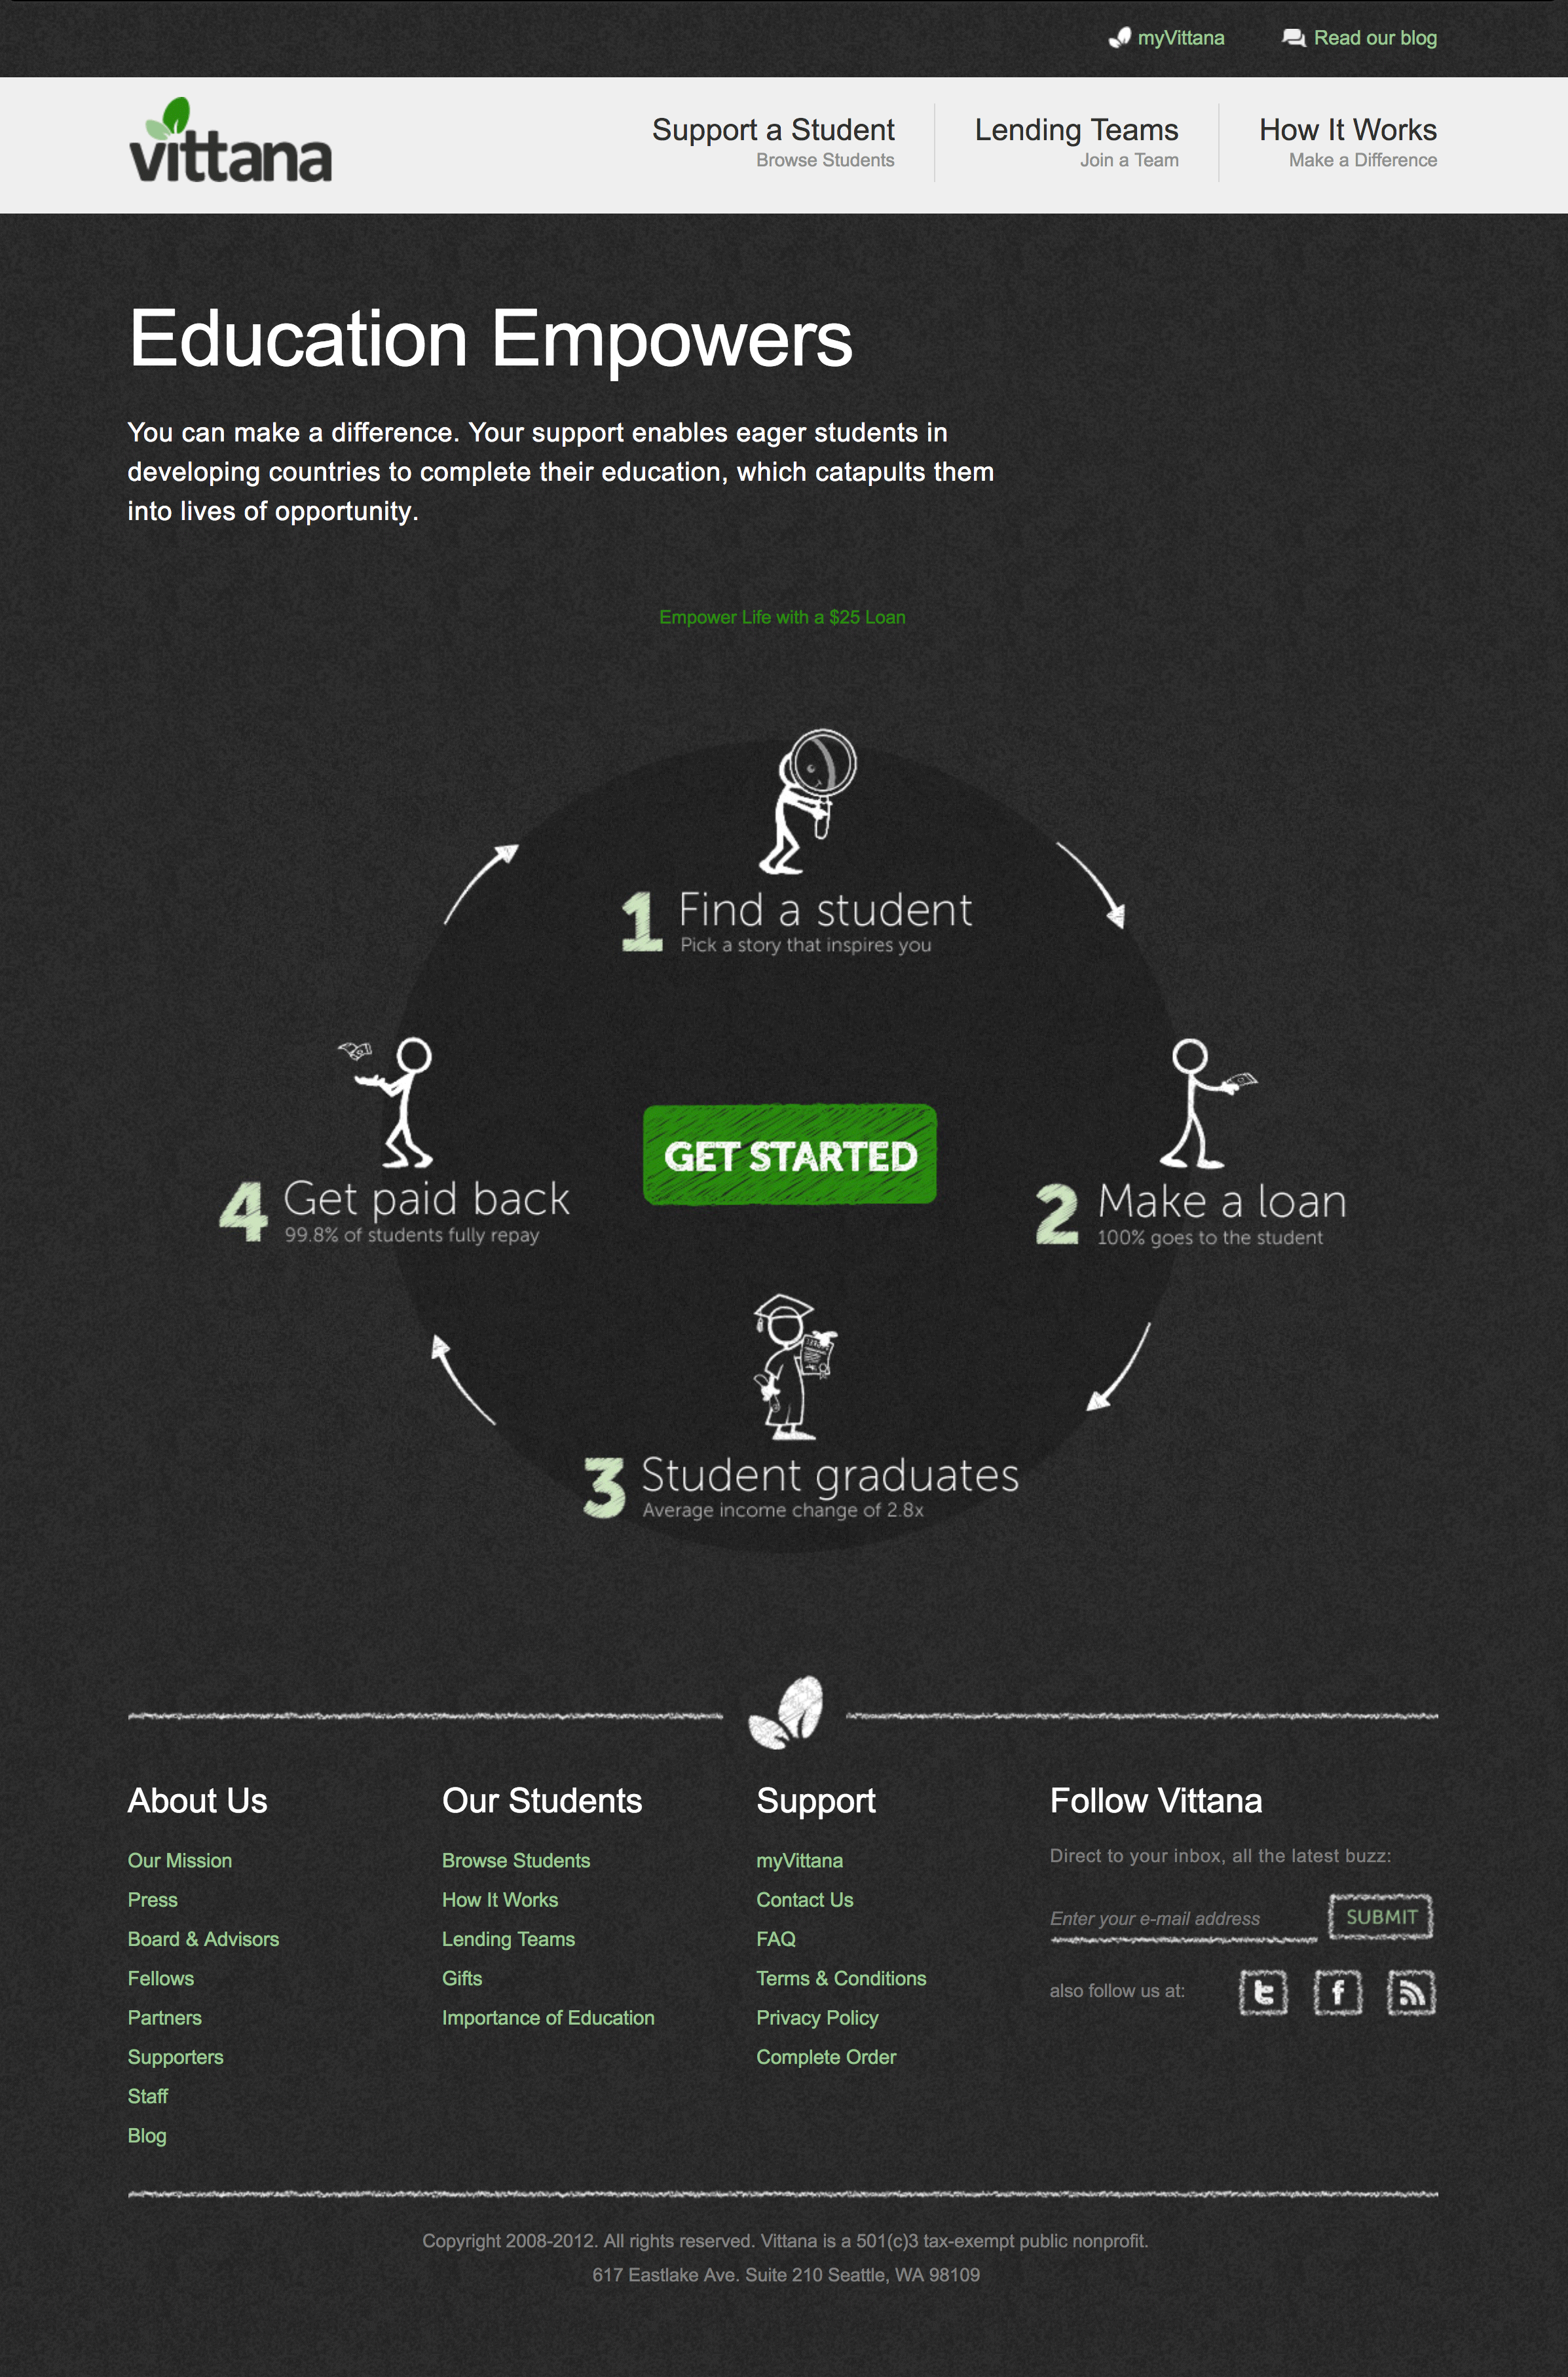 myVittana
Read our blog
vittana
Support a Student
Browse Students
Lending Teams
Join a Team
How It Works
Make a Difference
Education Empowers
You can make a difference. Your support enables eager students in
developing countries to complete their education, which catapults them
into lives of opportunity.
Empower Life with a $25 Loan
1 Find a student
Pick a story that inspires you
4 Get paid back
99.8% of students fully repay
GET STARTED
2 Make a loan
100% goes to the student
3 Student graduates
Average income change of 2.8x
About Us
Our Mission
Press
Board & Advisors
Fellows
Partners
Supporters
Staff
Blog
Our Students
Browse Students
How It Works
Lending Teams
Gifts
Importance of Education
Support
myVittana
Contact Us
FAQ
Terms & Conditions
Privacy Policy
Complete Order
Follow Vittana
Direct to your inbox, all the latest buzz:
Enter your e-mail address
SUBMIT
also follow us at:
Copyright 2008-2012. All rights reserved. Vittana is a 501(c)3 tax-exempt public nonprofit.
617 Eastlake Ave. Suite 210 Seattle, WA 98109